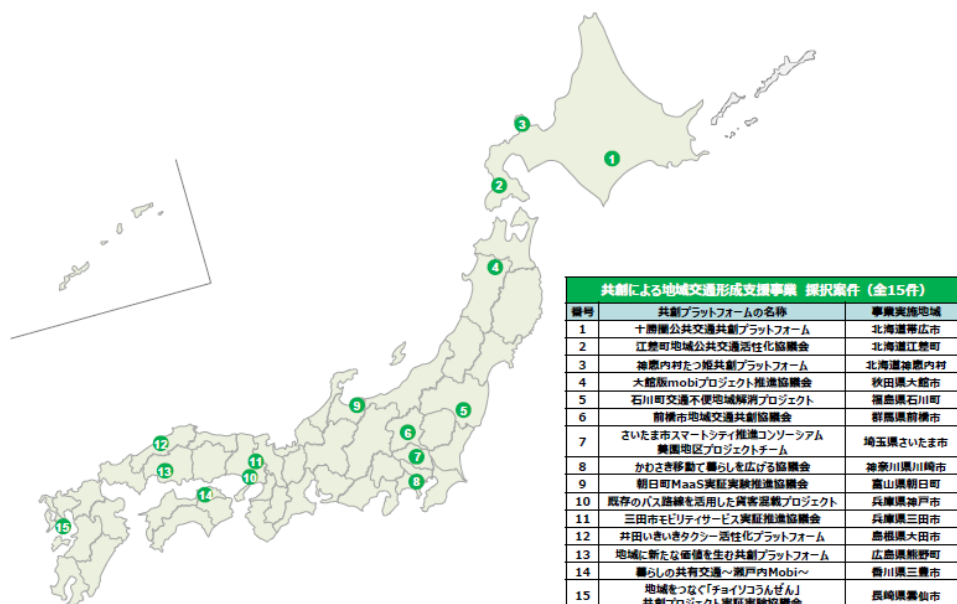 3
1
2
4
9
5
6
12
11
7
13
10
8
14
15
共創による地域交通形成支援事業 採択案件（全15件）
番号 共創プラットフォームの名称 事業実施地域
1 十勝圏公共交通共創プラットフォーム 北海道帯広市
2 江差町地域公共交通活性化協議会 北海道江差町
3 神恵内村たつ姫共創プラットフォーム 北海道神恵内村
4 大館版mobiプロジェクト推進協議会 秋田県大館市
5 石川町交通不便地域解消プロジェクト 福島県石川町
6 前橋市地域交通共創協議会 群馬県前橋市
7 さいたま市スマートシティ推進コンソーシアム
美園地区プロジェクトチーム 埼玉県さいたま市
8 かわさき移動で暮らしを広げる協議会 神奈川県川崎市
9 朝日町MaaS実証実験推進協議会 富山県朝日町
10 既存のバス路線を活用した貨客混載プロジェクト 兵庫県神戸市
11 三田市モビリティサービス実証推進協議会 兵庫県三田市
12 井田いきいきタクシー活性化プラットフォーム 島根県大田市
13 地域に新たな価値を生む共創プラットフォーム 広島県熊野町
14 暮らしの共有交通～瀬戸内Mobi～ 香川県三豊市
15 地域をつなぐ「チョイソコうんぜん」
共創プロジェクト実証実験協議会 長崎県雲仙市